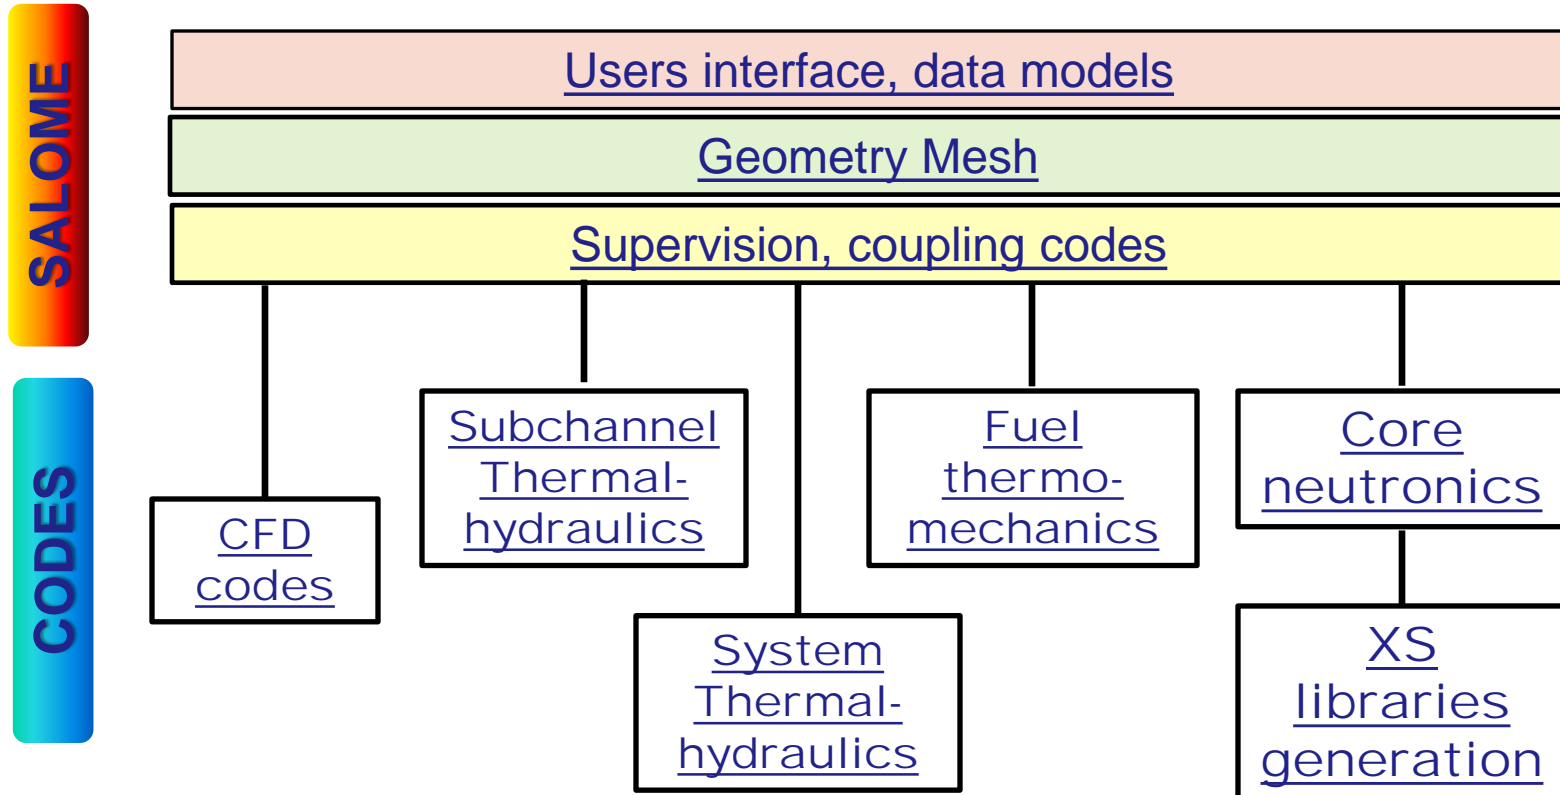 SALOME
Users interface, data models
Geometry Mesh
Supervision, coupling codes
CODES
CFD
codes
Subchannel
Thermal-
hydraulics
System
Thermal-
hydraulics
Fuel
thermo-
mechanics
Core
neutronics
XS
libraries
generation